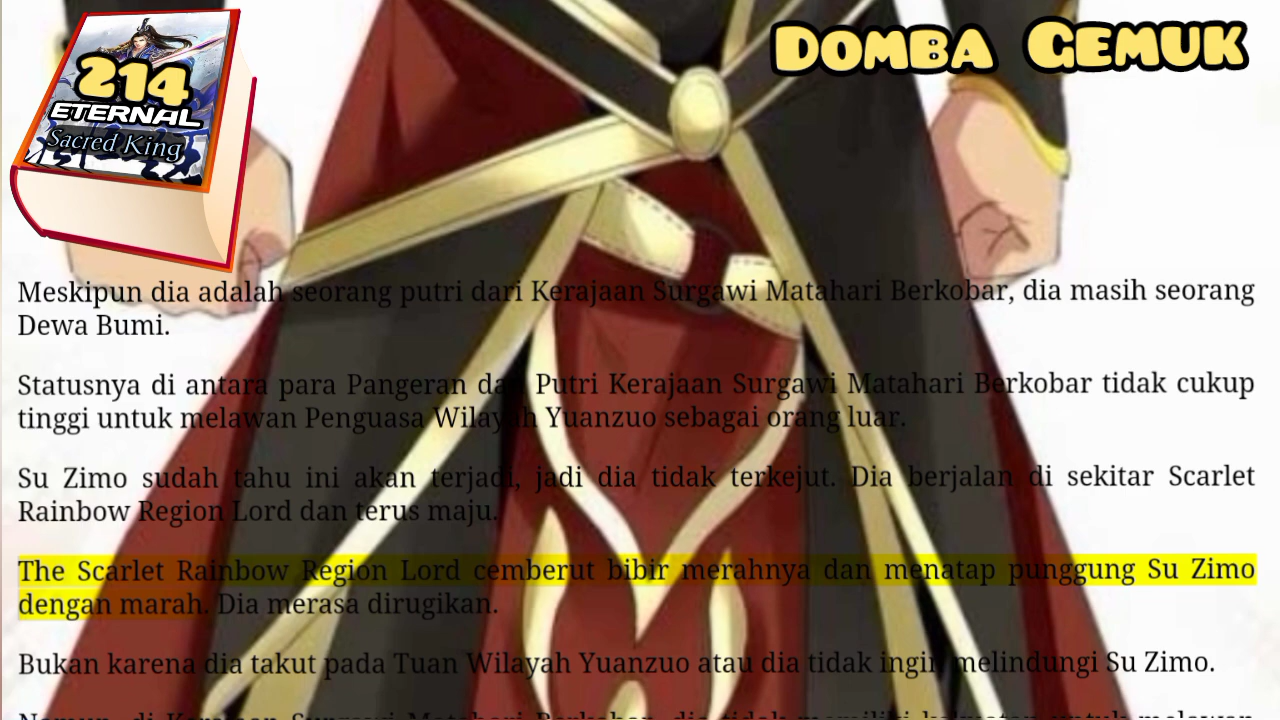 214
ETERNAL
Sacred King
DOMBA GEMUK
Meskipun dia adalah seorang putri dari Kerajaan Surgawi Matahari Berkobar, dia masih seorang
Dewa Bumi.
Statusnya di antara para Pangeran dan Putri Kerajaan Surgawi Matahari Berkobar tidak cukup
tinggi untuk melawan Penguasa Wilayah Yuanzuo sebagai orang luar.
Su Zimo sudah tahu ini akan terjadi, jadi dia tidak terkejut. Dia berjalan di sekitar Scarlet
Rainbow Region Lord dan terus maju.
The Scarlet Rainbow Region Lord cemberut bibir merahnya dan menatap punggung Su Zimo
dengan marah. Dia merasa dirugikan.
Bukan karena dia takut pada Tuan Wilayah Yuanzuo atau dia tidak ingin melindungi Su Zimo.